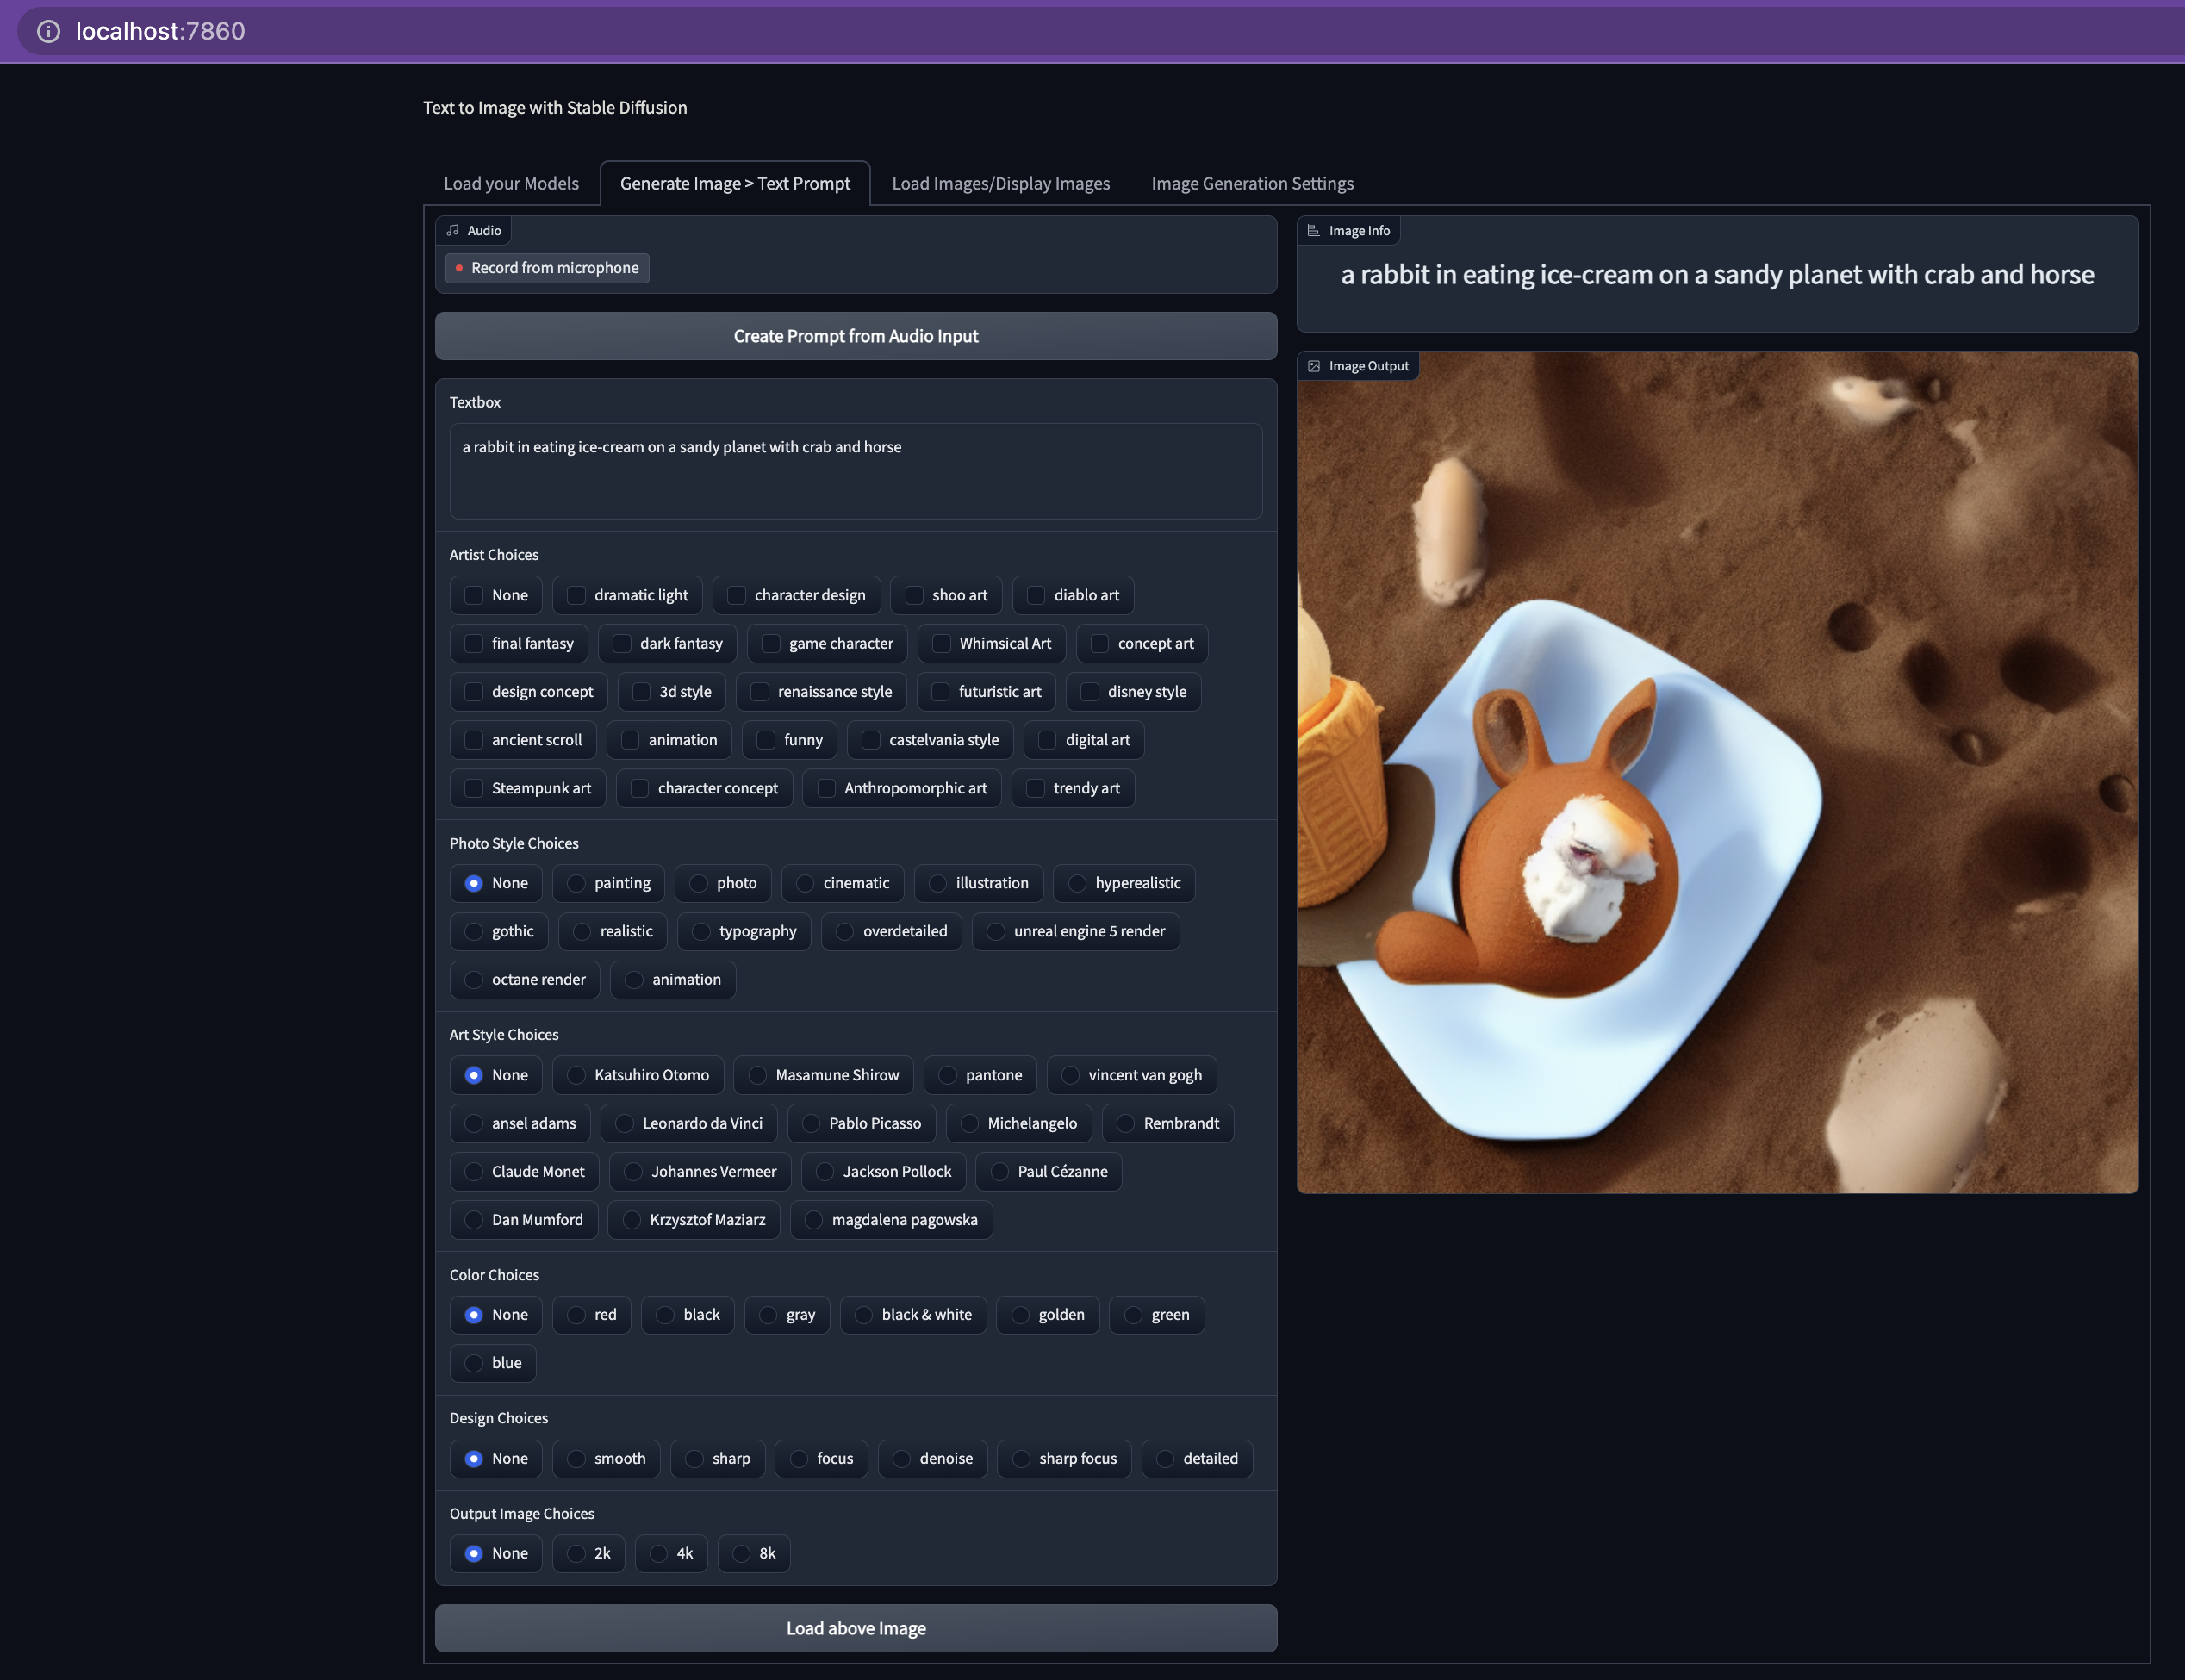 localhost:7860
Text to Image with Stable Diffusion
Load your Models Generate Image > Text Prompt Load Images/Display Images Image Generation Settings
Audio
Record from microphone
Create Prompt from Audio Input
Textbox
a rabbit in eating ice-cream on a sandy planet with crab and horse
Artist Choices
None dramatic light character design shoo art diablo art
final fantasy dark fantasy game character Whimsical Art concept art
design concept 3d style renaissance style futuristic art disney style
ancient scroll animation funny castelvania style digital art
Steampunk art character concept Anthropomorphic art trendy art
Photo Style Choices
None painting photo cinematic illustration hyperealistic
gothic realistic typography overdetailed unreal engine 5 render
octane render animation
Art Style Choices
None Katsuhiro Otomo Masamune Shirow pantone vincent van gogh
ansel adams Leonardo da Vinci Pablo Picasso Michelangelo Rembrandt
Claude Monet Johannes Vermeer Jackson Pollock Paul Cézanne
Dan Mumford Krzysztof Maziarz magdalena pagowska
Color Choices
None red black gray black & white golden green
blue
Design Choices
None smooth sharp focus denoise sharp focus detailed
Output Image Choices
None 2k 4k 8k
Load above Image
Image Info
a rabbit in eating ice-cream on a sandy planet with crab and horse
Image Output